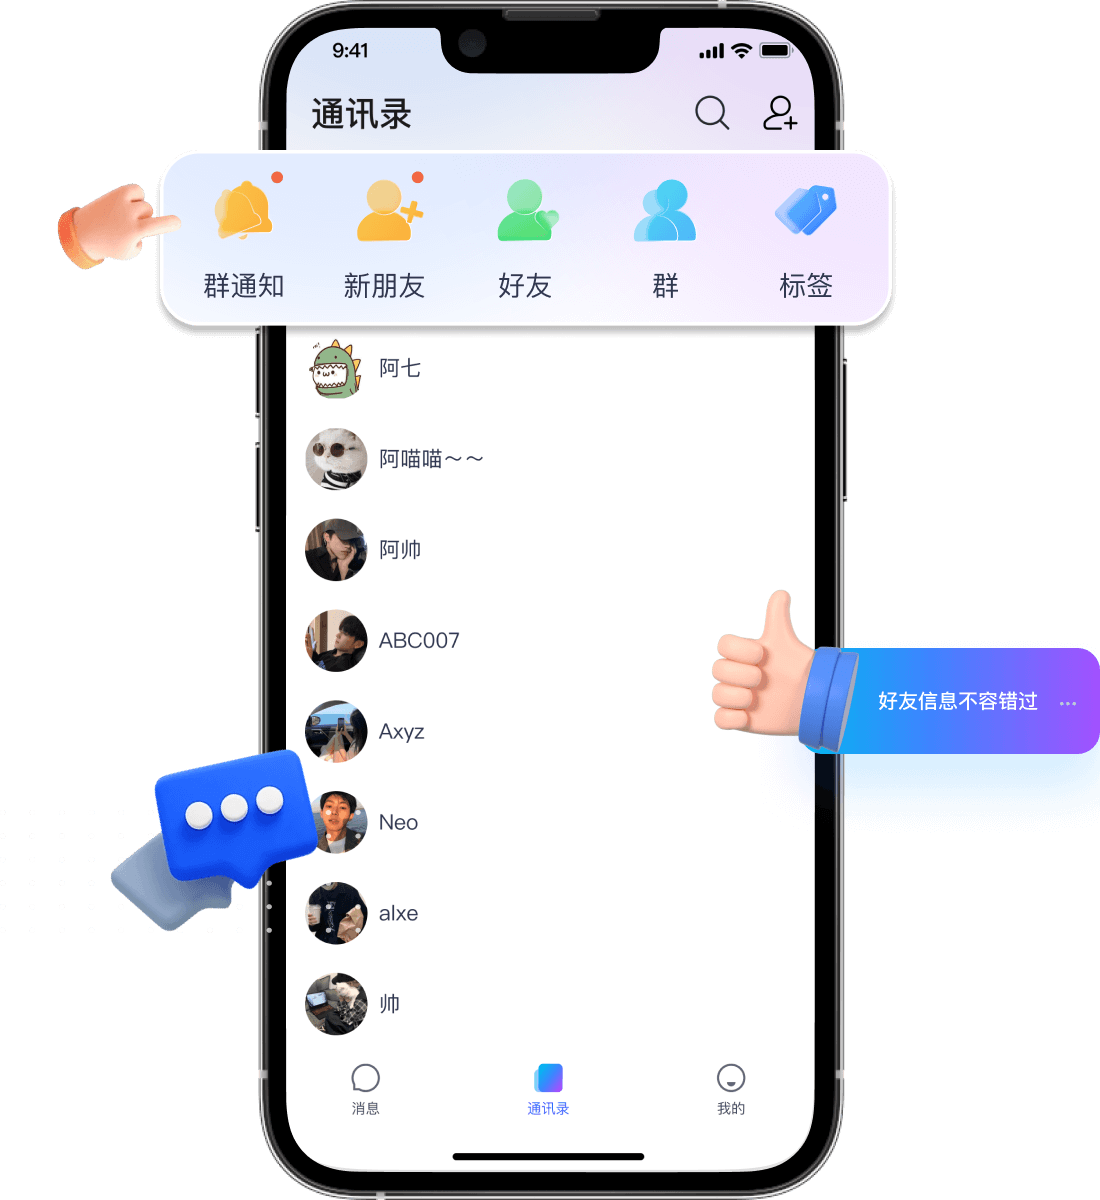 9:41
通讯录
群通知
新朋友
好友
群
标签
阿七
阿喵喵～～
阿帅
ABC007
Axyz
好友信息不容错过 ...
Neo
alxe
帅
消息
通讯录
我的